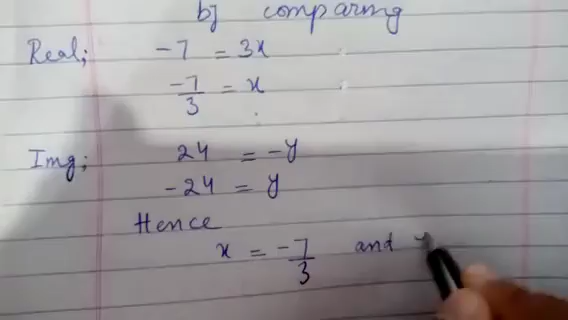 by comparing
Real; -7 = 3x
-7/3 = x
Img; 24 = -y
-24 = y
Hence
x = -7/3 and